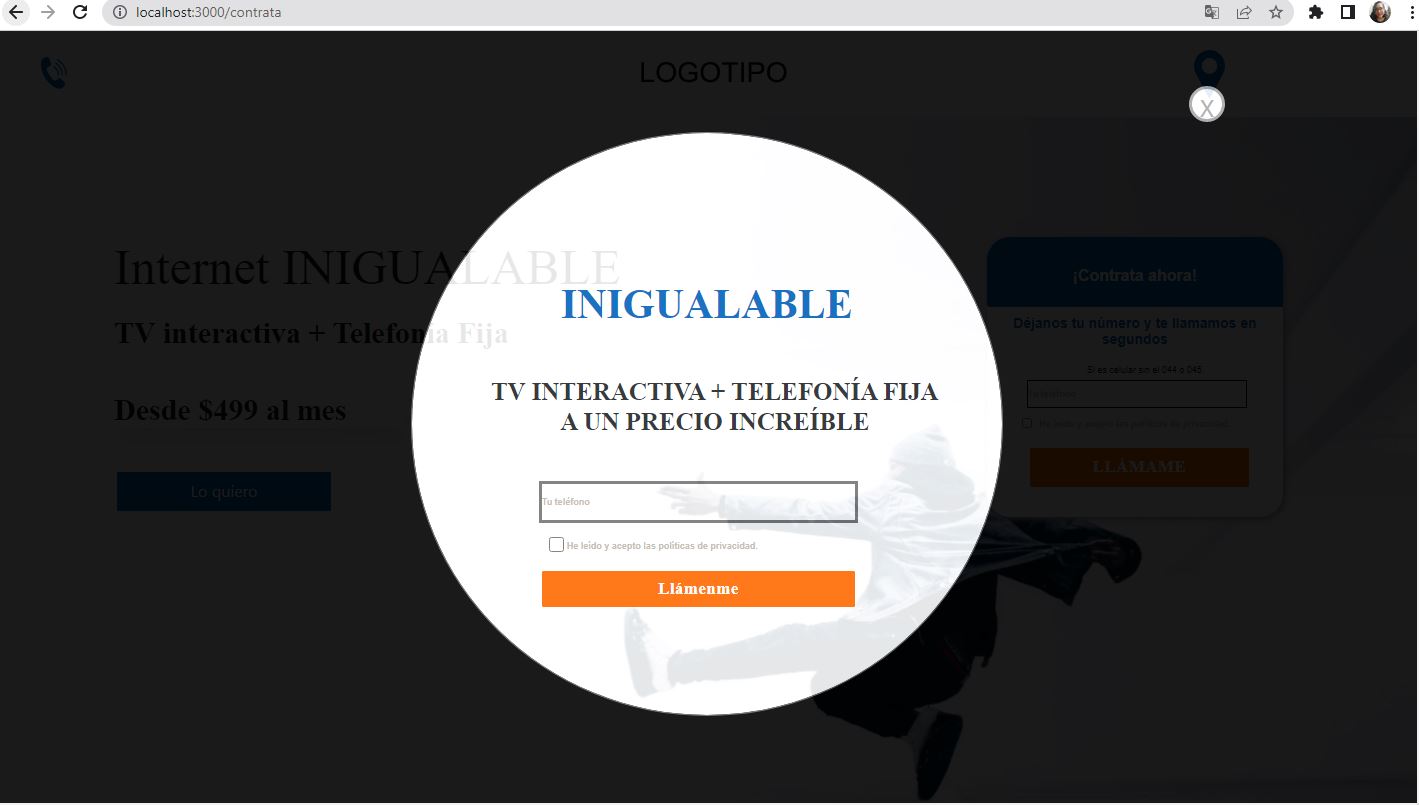 localhost:3000/contrata
LOGOTIPO
X
Internet INIGUALABLE
TV interactiva + Telefonía Fija
Desde $499 al mes
Lo quiero
INIGUALABLE
TV INTERACTIVA + TELEFONÍA FIJA
A UN PRECIO INCREÍBLE
Tu teléfono
He leído y acepto las políticas de privacidad.
Llámenme
¡Contrata ahora!
Déjanos tu número y te llamamos en
segundos
Si es celular sin el 044 o 045.
Tu teléfono
He leído y acepto las políticas de privacidad.
LLÁMAME